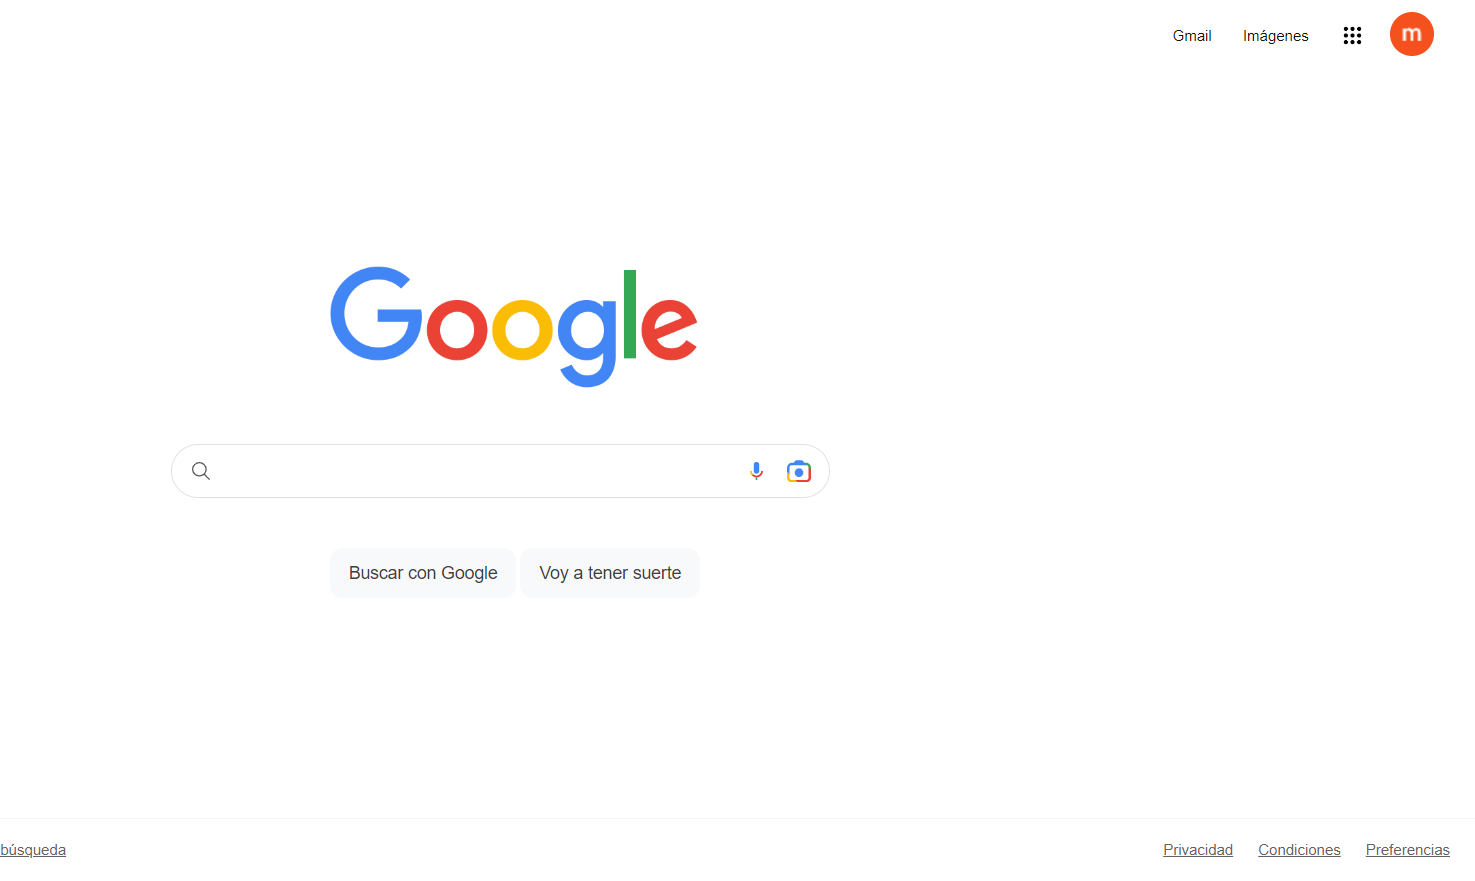 Gmail Imágenes m
Google
Buscar con Google Voy a tener suerte
búsqueda Privacidad Condiciones Preferencias